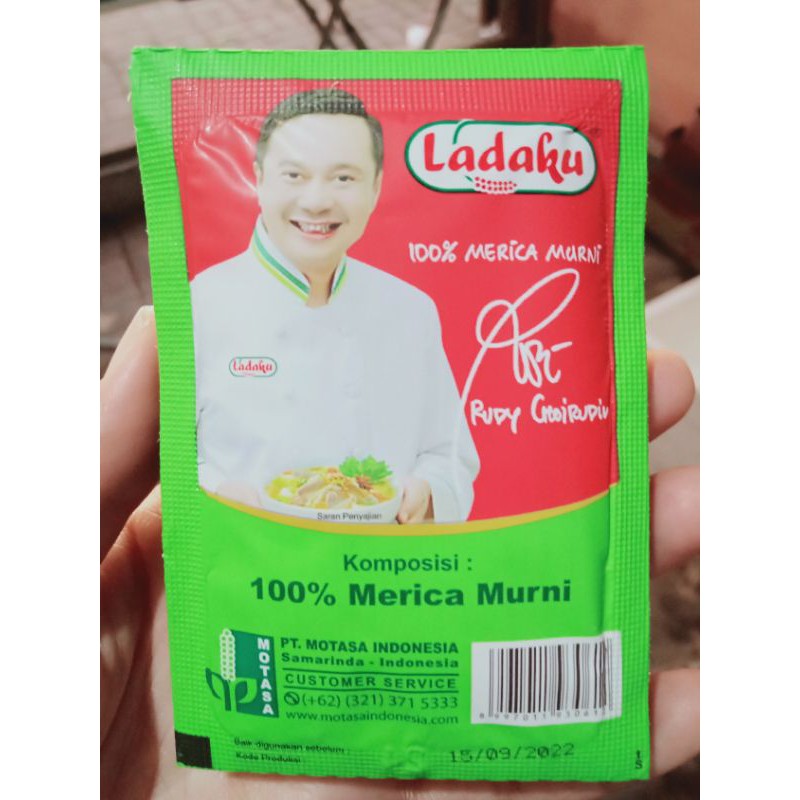 Ladaku
100% MERICA MURNI
RUDY CHOIRUDIN
Ladaku
Saran Penyajian
Komposisi :
100% Merica Murni
MOTASA
PT. MOTASA INDONESIA
Samarinda - Indonesia
CUSTOMER SERVICE
(+62) (321) 371 5333
www.motasaindonesia.com
Baik digunakan sebelum :
15/09/2022
Kode Produksi :